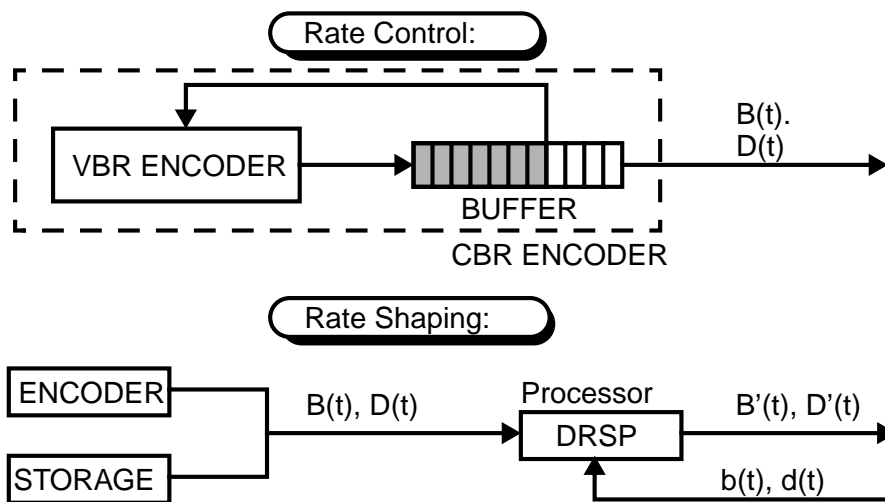 Rate Control:
B(t).
D(t)
VBR ENCODER
BUFFER
CBR ENCODER
Rate Shaping:
ENCODER
B(t), D(t)
Processor
DRSP
B’(t), D’(t)
STORAGE
b(t), d(t)